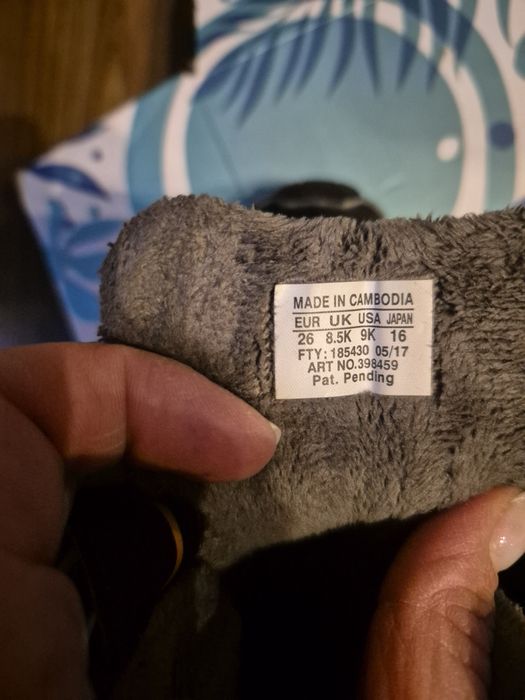 MADE IN CAMBODIA
EUR UK USA JAPAN
26 8.5K 9K 16
FTY: 185430 05/17
ART NO.398459
Pat. Pending